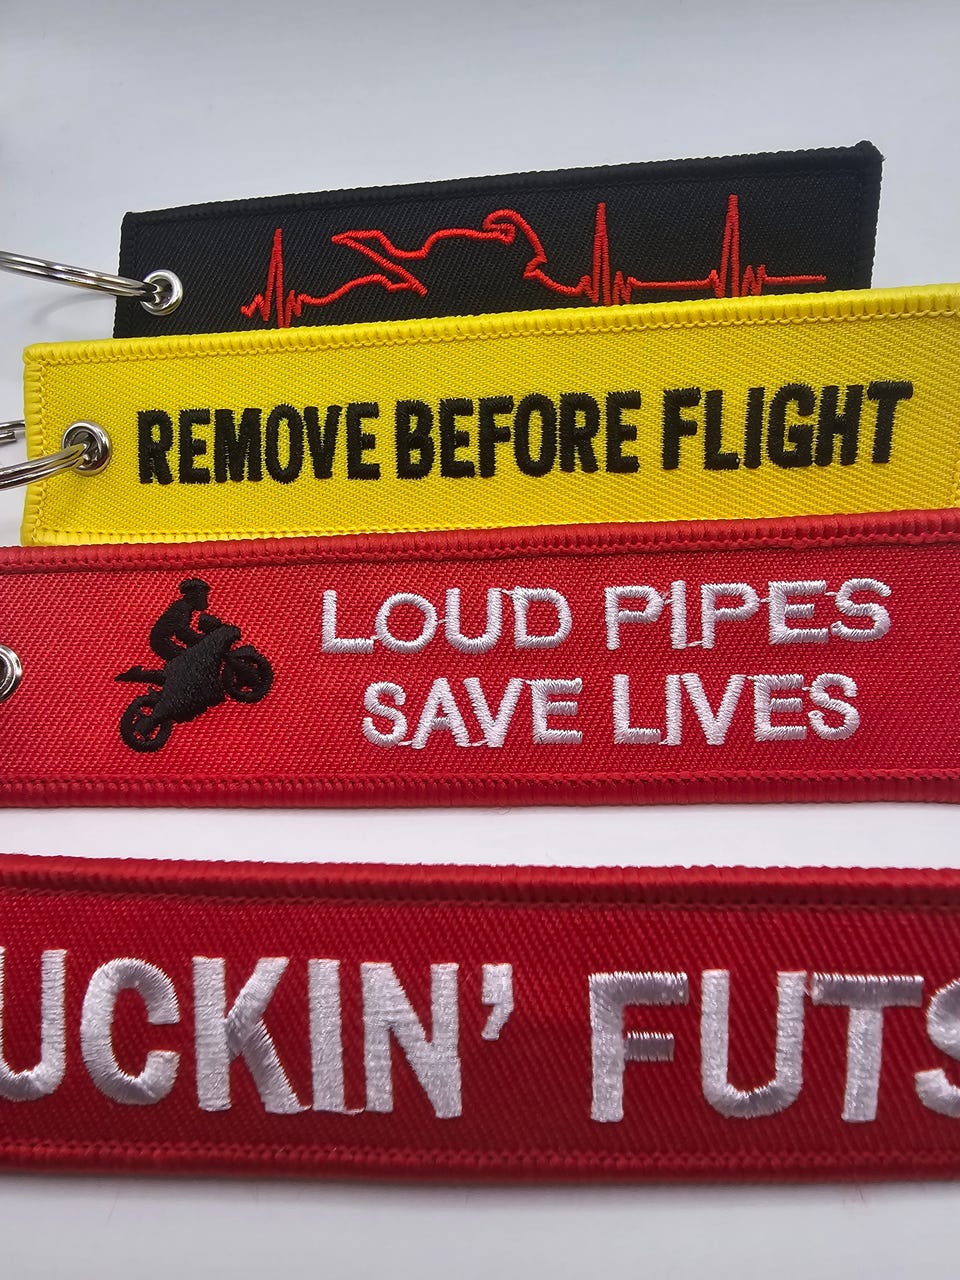 REMOVE BEFORE FLIGHT
LOUD PIPES
SAVE LIVES
UCKIN' FUTS